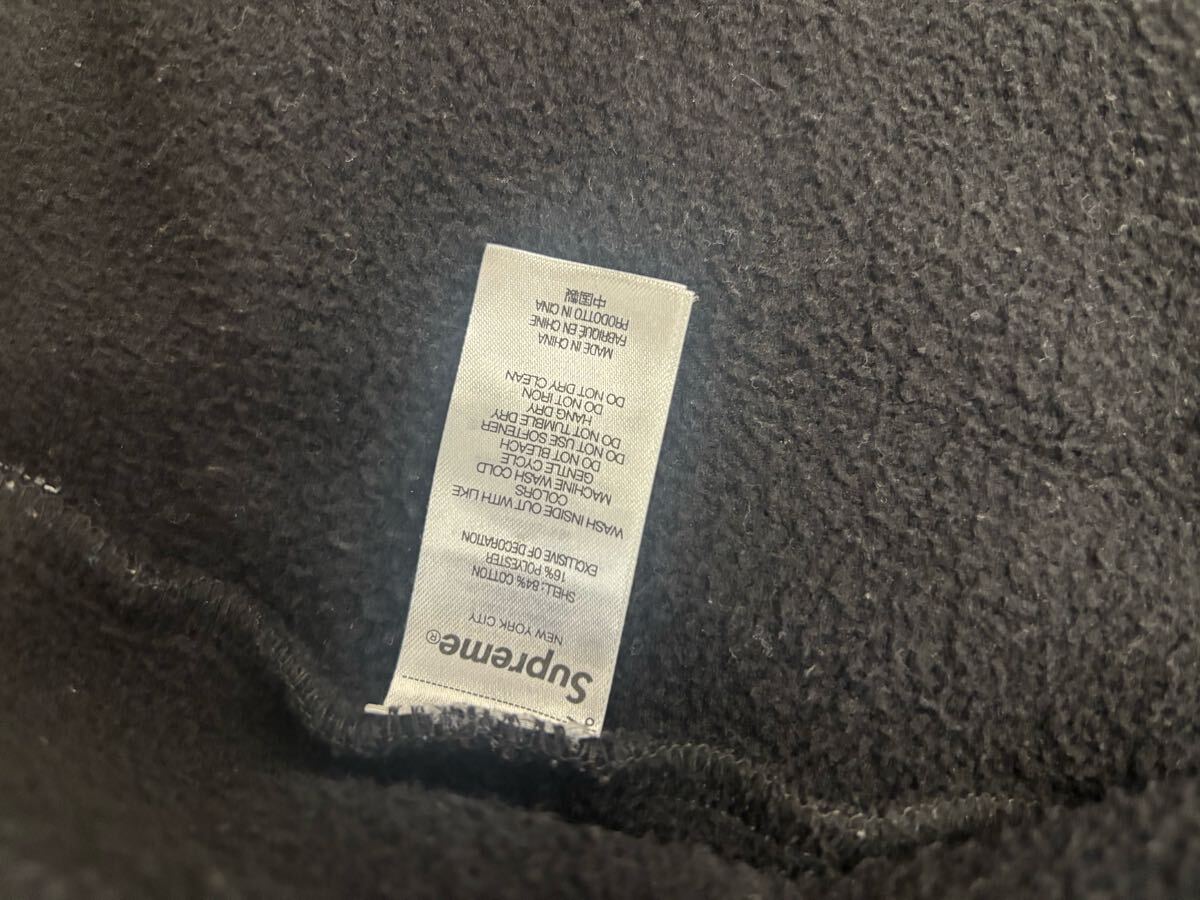 Supreme®
NEW YORK CITY
SHELL: 84% COTTON
16% POLYESTER
EXCLUSIVE OF DECORATION
WASH INSIDE OUT WITH LIKE
COLORS
MACHINE WASH COLD
GENTLE CYCLE
DO NOT BLEACH
DO NOT USE SOFTENER
DO NOT TUMBLE DRY
HANG DRY
DO NOT IRON
DO NOT DRY CLEAN
MADE IN CHINA
FABRIQUE EN CHINE
PRODOTTO IN CINA
中国製